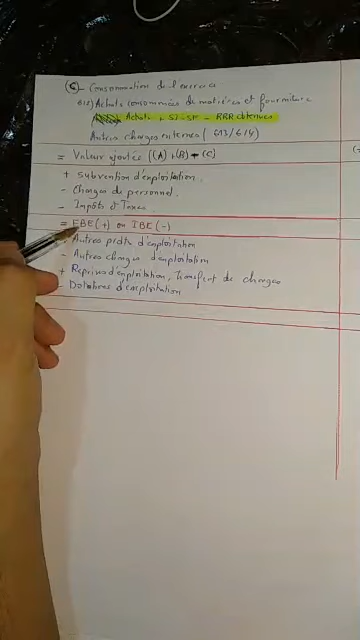 (C) - Consommation de l'exercice
612) Achats consommés de matières et fourniture
Achats + SI - SF - RRR obtenues
Autres charges externes (613/614)
= Valeur ajoutée ((A) + (B) - (C)
+ Subvention d'exploitation.
- Charges du personnel.
- Impôts et Taxes
= EBE (+) ou IBE (-)
Autres pdts d'exploitation
- Autres charges d'exploitation
+ Reprises d'exploitation, Transfert de charges
- Dotations d'exploitation